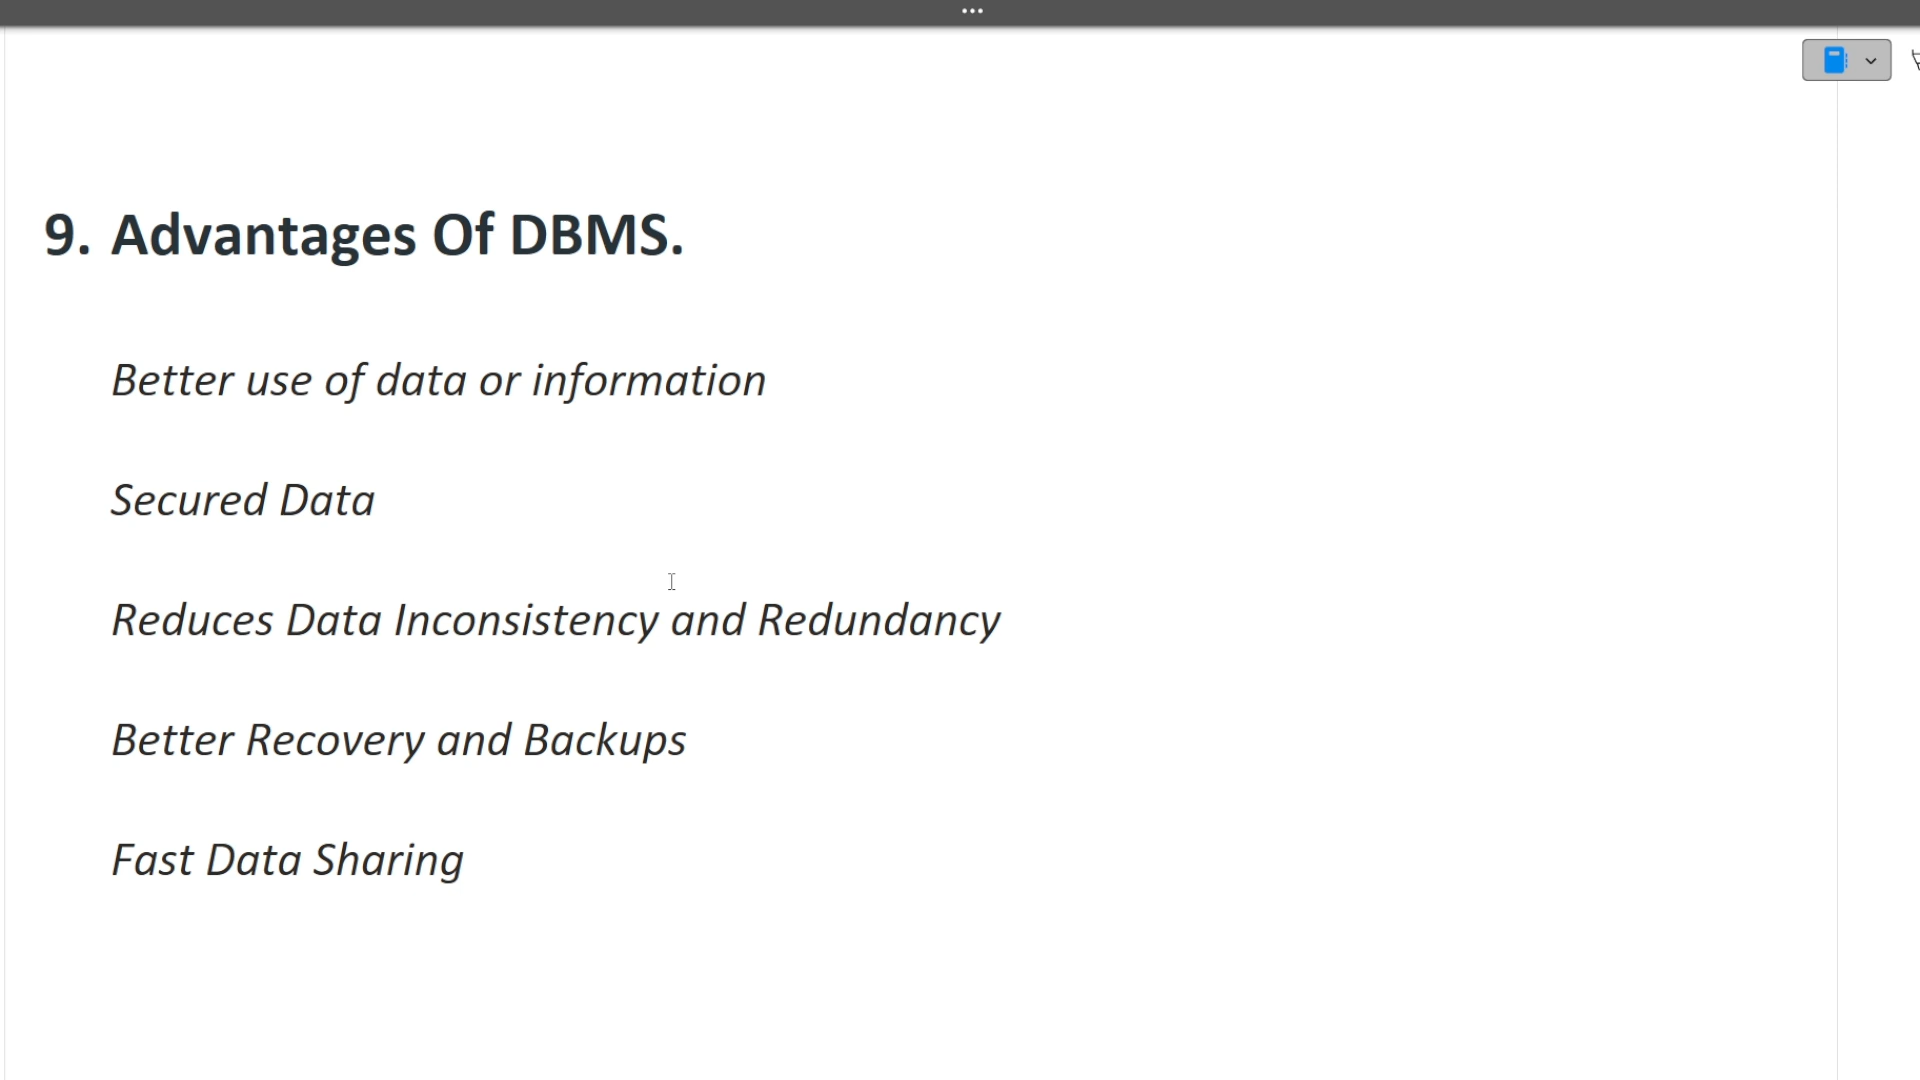 9. Advantages Of DBMS.
Better use of data or information
Secured Data
Reduces Data Inconsistency and Redundancy
Better Recovery and Backups
Fast Data Sharing